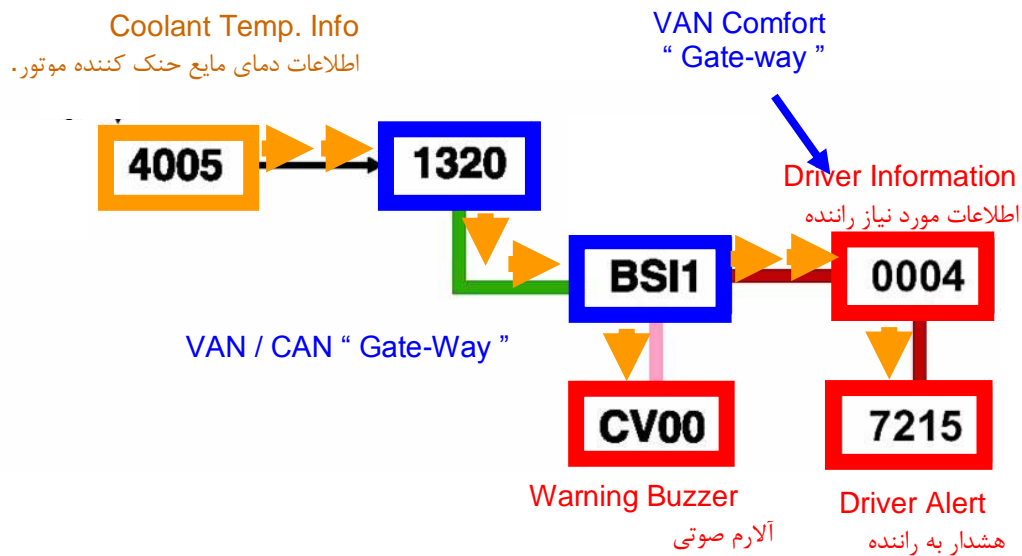 Coolant Temp. Info
اطلاعات دمای مایع حنک کننده موتور.
VAN Comfort
“ Gate-way ”
4005
1320
Driver Information
اطلاعات مورد نیاز راننده
BSI1
0004
VAN / CAN “ Gate-Way ”
CV00
7215
Warning Buzzer
آلارم صوتی
Driver Alert
هشدار به راننده